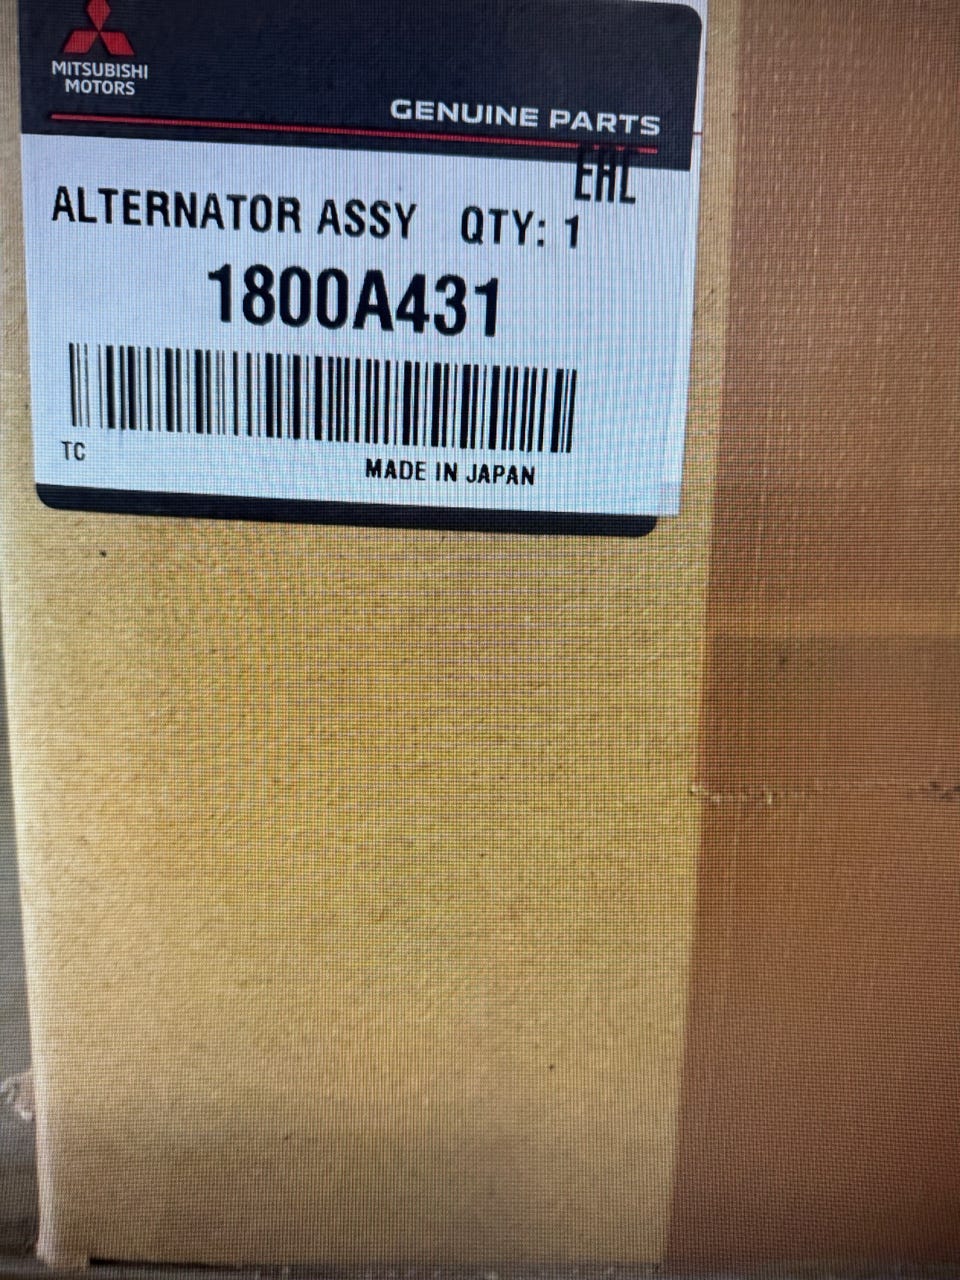 MITSUBISHI
MOTORS
GENUINE PARTS
EAC
ALTERNATOR ASSY QTY: 1
1800A431
TC
MADE IN JAPAN